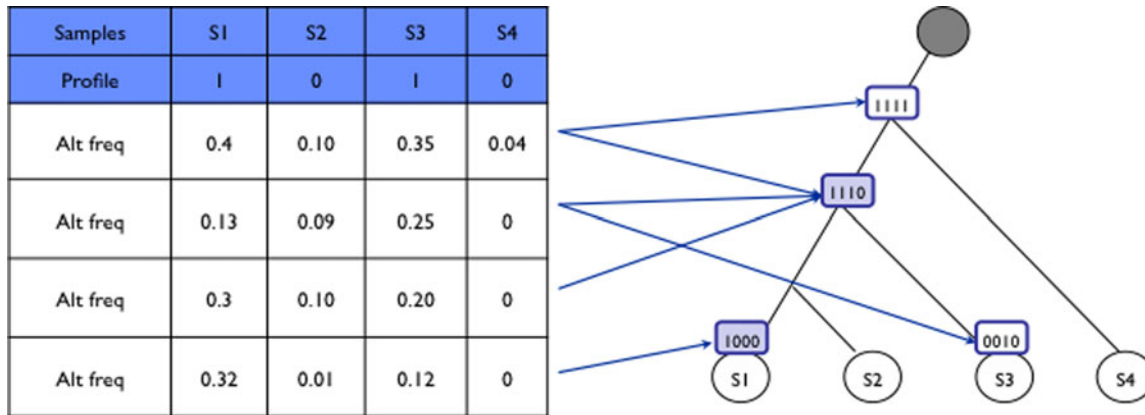 Samples S1 S2 S3 S4
Profile 1 0 1 0
Alt freq 0.4 0.10 0.35 0.04
Alt freq 0.13 0.09 0.25 0
Alt freq 0.3 0.10 0.20 0
Alt freq 0.32 0.01 0.12 0
1111
1110
1000 0010
S1 S2 S3 S4